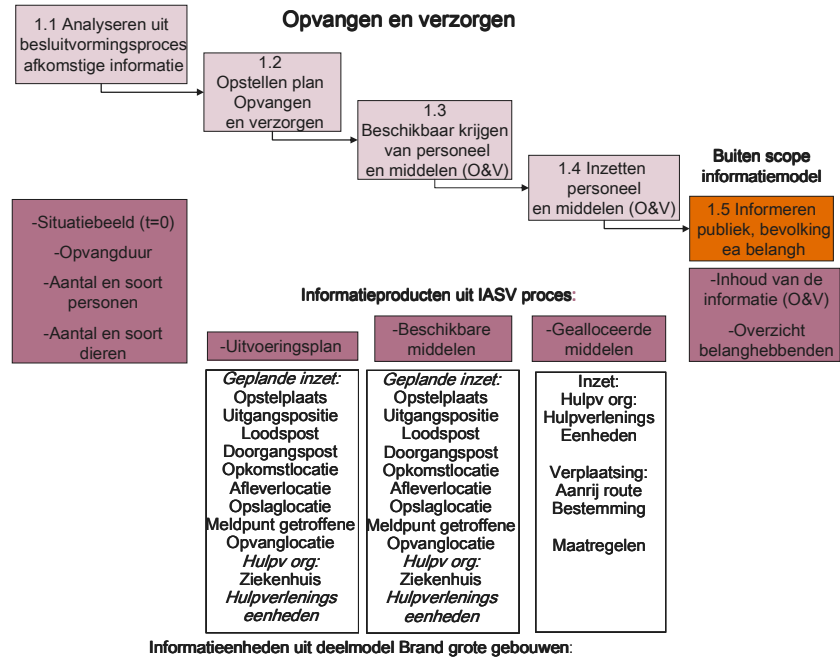 Opvangen en verzorgen
1.1 Analyseren uit
besluitvormingsproces
afkomstige informatie
1.2
Opstellen plan
Opvangen
en verzorgen
1.3
Beschikbaar krijgen
van personeel
en middelen (O&V)
1.4 Inzetten
personeel
en middelen (O&V)
Buiten scope
informatiemodel
1.5 Informeren
publiek, bevolking
ea belangh
-Situatiebeeld (t=0)
-Opvangduur
-Aantal en soort
personen
-Aantal en soort
dieren
-Inhoud van de
informatie (O&V)
-Overzicht
belanghebbenden
Informatieproducten uit IASV proces:
-Uitvoeringsplan
-Beschikbare
middelen
-Gealloceerde
middelen
Geplande inzet:
Opstelplaats
Uitgangspositie
Loodspost
Doorgangspost
Opkomstlocatie
Afleverlocatie
Opslaglocatie
Meldpunt getroffene
Opvanglocatie
Hulpv org:
Ziekenhuis
Hulpverlenings
eenheden
Geplande inzet:
Opstelplaats
Uitgangspositie
Loodspost
Doorgangspost
Opkomstlocatie
Afleverlocatie
Opslaglocatie
Meldpunt getroffene
Opvanglocatie
Hulpv org:
Ziekenhuis
Hulpverlenings
eenheden
Inzet:
Hulpv org:
Hulpverlenings
Eenheden
Verplaatsing:
Aanrij route
Bestemming
Maatregelen
Informatieenheden uit deelmodel Brand grote gebouwen: